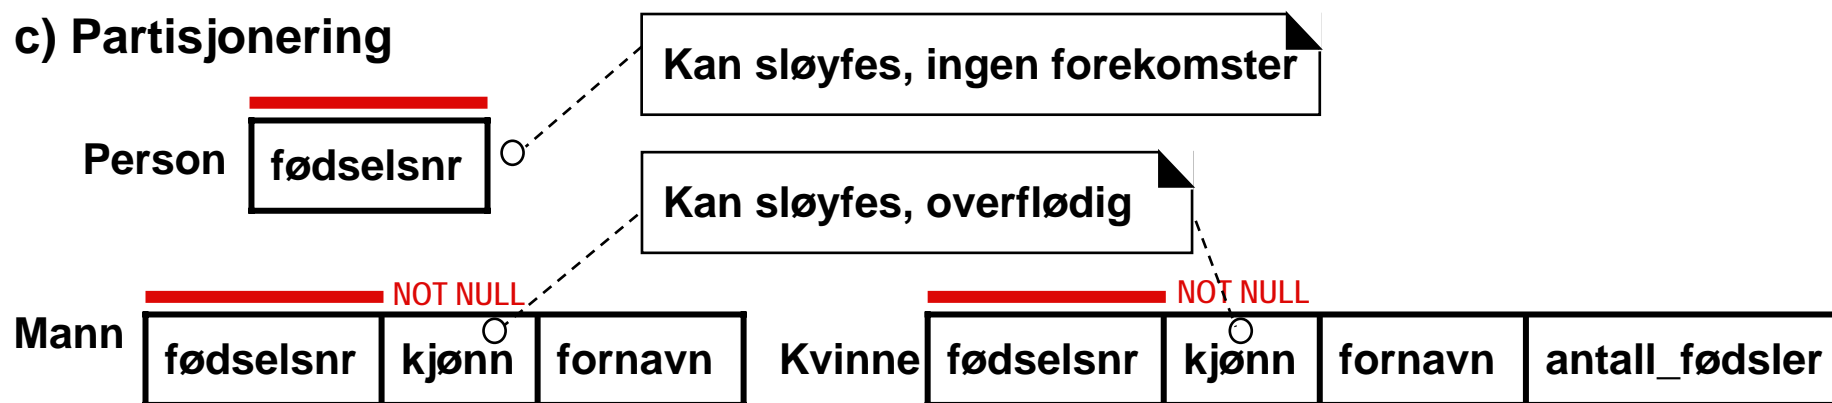 c) Partisjonering
Kan sløyfes, ingen forekomster
Person fødselsnr
Kan sløyfes, overflødig
NOT NULL NOT NULL
Mann fødselsnr kjønn fornavn Kvinne fødselsnr kjønn fornavn antall_fødsler